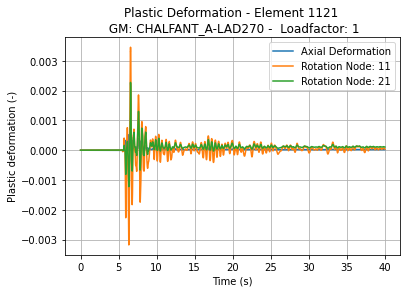 Plastic Deformation - Element 1121
GM: CHALFANT_A-LAD270 -  Loadfactor: 1
Axial Deformation
Rotation Node: 11
Rotation Node: 21
Plastic deformation (-)
0.003
0.002
0.001
0.000
−0.001
−0.002
−0.003
0 5 10 15 20 25 30 35 40
Time (s)